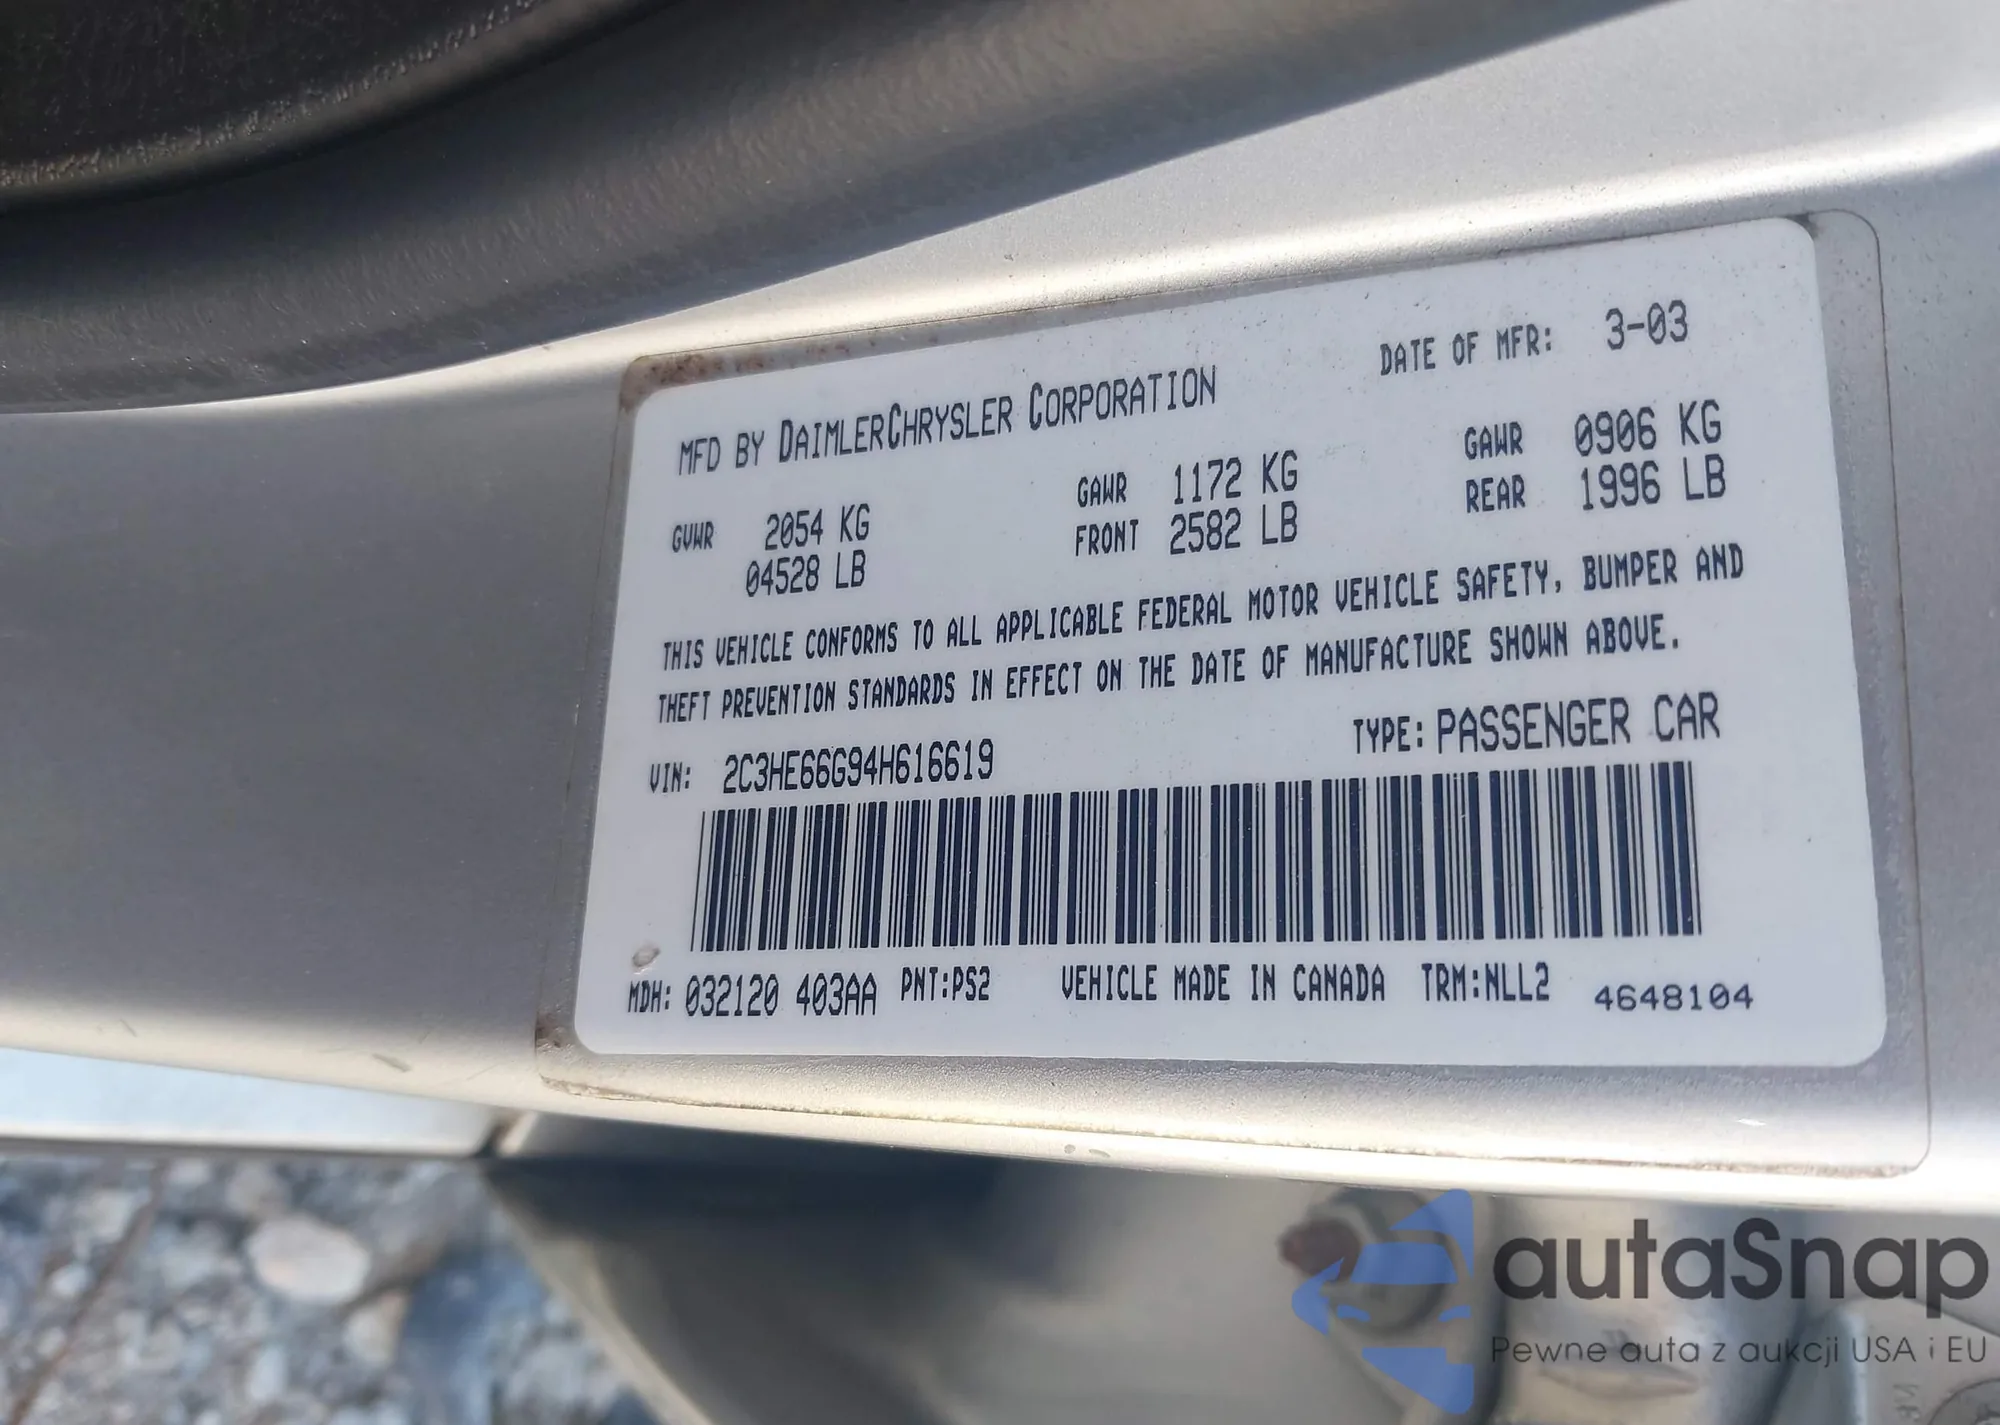 MFD BY DAIMLERCHRYSLER CORPORATION DATE OF MFR: 3-03
GVWR 2054 KG GAWR 1172 KG GAWR 0906 KG
04528 LB FRONT 2582 LB REAR 1996 LB
THIS VEHICLE CONFORMS TO ALL APPLICABLE FEDERAL MOTOR VEHICLE SAFETY, BUMPER AND
THEFT PREVENTION STANDARDS IN EFFECT ON THE DATE OF MANUFACTURE SHOWN ABOVE.
VIN: 2C3HE66G94H616619 TYPE: PASSENGER CAR
MDH: 032120 403AA PNT:PS2 VEHICLE MADE IN CANADA TRM:NLL2 4648104
autaSnap
Pewne auta z aukcji USA i EU